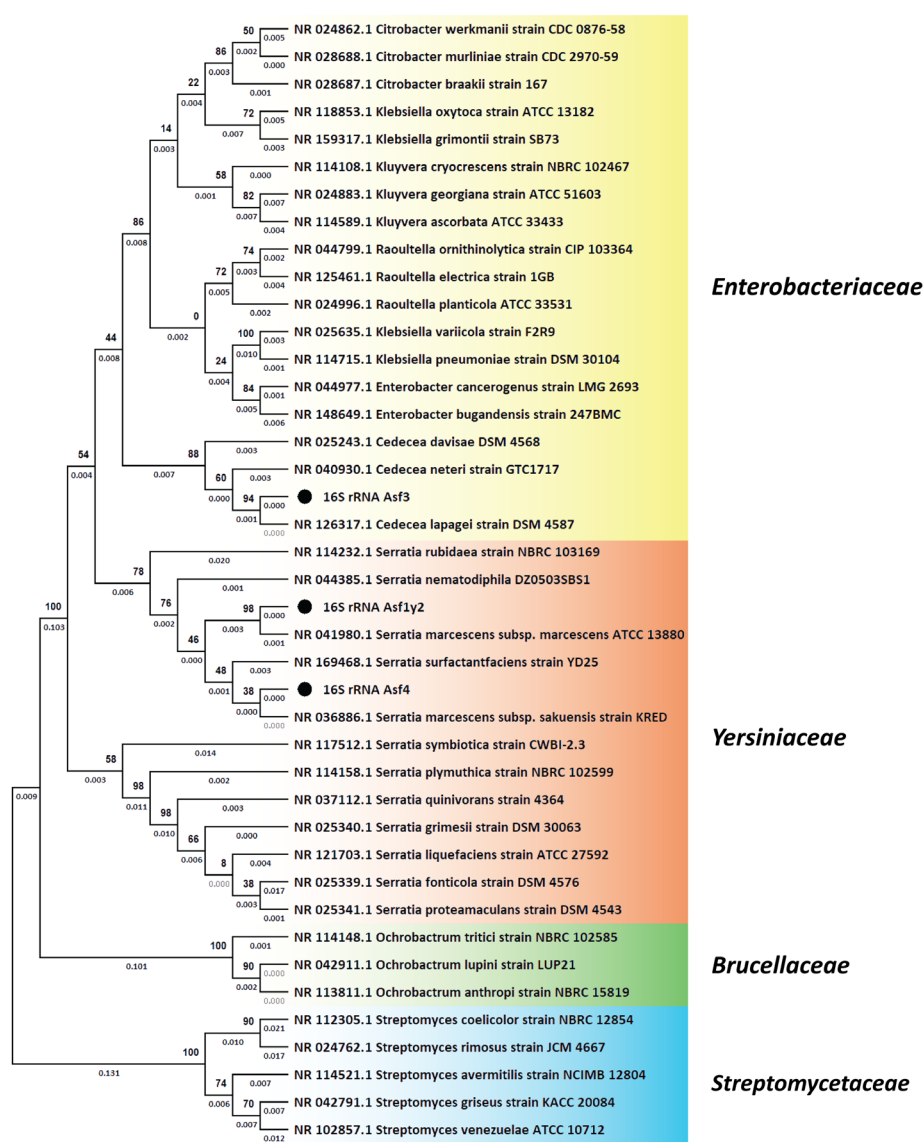 50 NR 024862.1 Citrobacter werkmanii strain CDC 0876-58
0.005
86 0.002 NR 028688.1 Citrobacter murliniae strain CDC 2970-59
0.000
22 0.003 NR 028687.1 Citrobacter braakii strain 167
0.001
0.004 72 NR 118853.1 Klebsiella oxytoca strain ATCC 13182
0.005
14 0.007 NR 159317.1 Klebsiella grimontii strain SB73
0.003
0.003 58 NR 114108.1 Kluyvera cryocrescens NBRC 102467
0.000
0.001 82 NR 024883.1 Kluyvera georgiana strain ATCC 51603
0.007
0.007 NR 114589.1 Kluyvera ascorbata ATCC 33433
0.004
86 74 NR 044799.1 Raoultella ornithinolytica strain CIP 103364
0.002
0.008 72 0.003 NR 125461.1 Raoultella electrica strain 1GB
0.004
0.005 NR 024996.1 Raoultella planticola ATCC 33531
0.002
Enterobacteriaceae
0 100 NR 025635.1 Klebsiella variicola strain F2R9
0.003
0.002 24 0.010 NR 114715.1 Klebsiella pneumoniae strain DSM 30104
0.001
44 0.004 84 NR 044977.1 Enterobacter cancerogenus strain LMG 2693
0.001
0.008 0.005 NR 148649.1 Enterobacter bugandensis strain 247BMC
0.006
88 NR 025243.1 Cedecea davisae DSM 4568
0.003
54 0.007 60 NR 040930.1 Cedecea neteri strain GTC1717
0.003
0.004 0.000 94 16S rRNA Asf3
0.000
0.001 NR 126317.1 Cedecea lapagei strain DSM 4587
0.000
78 NR 114232.1 Serratia rubidaea strain NBRC 103169
0.020
0.006 76 NR 044385.1 Serratia nematodiphila DZ0503SBS1
0.001
0.002 98 16S rRNA Asf1y2
0.000
100 46 0.003 NR 041980.1 Serratia marcescens subsp. marcescens ATCC 13880
0.001
0.103 0.000 48 NR 169468.1 Serratia surfactantfaciens strain YD25
0.003
0.001 38 16S rRNA Asf4
0.000
0.000 NR 036886.1 Serratia marcescens subsp. sakuensis strain KRED
0.000
Yersiniaceae
58 NR 117512.1 Serratia symbiotica strain CWBI-2.3
0.014
0.003 98 NR 114158.1 Serratia plymuthica strain NBRC 102599
0.002
0.009 0.011 98 NR 037112.1 Serratia quinivorans strain 4364
0.003
0.010 66 NR 025340.1 Serratia grimesii strain DSM 30063
0.000
0.006 8 NR 121703.1 Serratia liquefaciens strain ATCC 27592
0.004
0.000 38 NR 025339.1 Serratia fonticola strain DSM 4576
0.017
0.003 NR 025341.1 Serratia proteamaculans strain DSM 4543
0.001
100 NR 114148.1 Ochrobactrum tritici strain NBRC 102585
0.001
0.101 90 NR 042911.1 Ochrobactrum lupini strain LUP21
0.000
Brucellaceae
0.002 NR 113811.1 Ochrobactrum anthropi strain NBRC 15819
0.000
90 NR 112305.1 Streptomyces coelicolor strain NBRC 12854
0.021
100 0.010 NR 024762.1 Streptomyces rimosus strain JCM 4667
0.017
0.131 74 NR 114521.1 Streptomyces avermitilis strain NCIMB 12804
0.007
Streptomycetaceae
0.006 70 NR 042791.1 Streptomyces griseus strain KACC 20084
0.007
0.007 NR 102857.1 Streptomyces venezuelae ATCC 10712
0.012